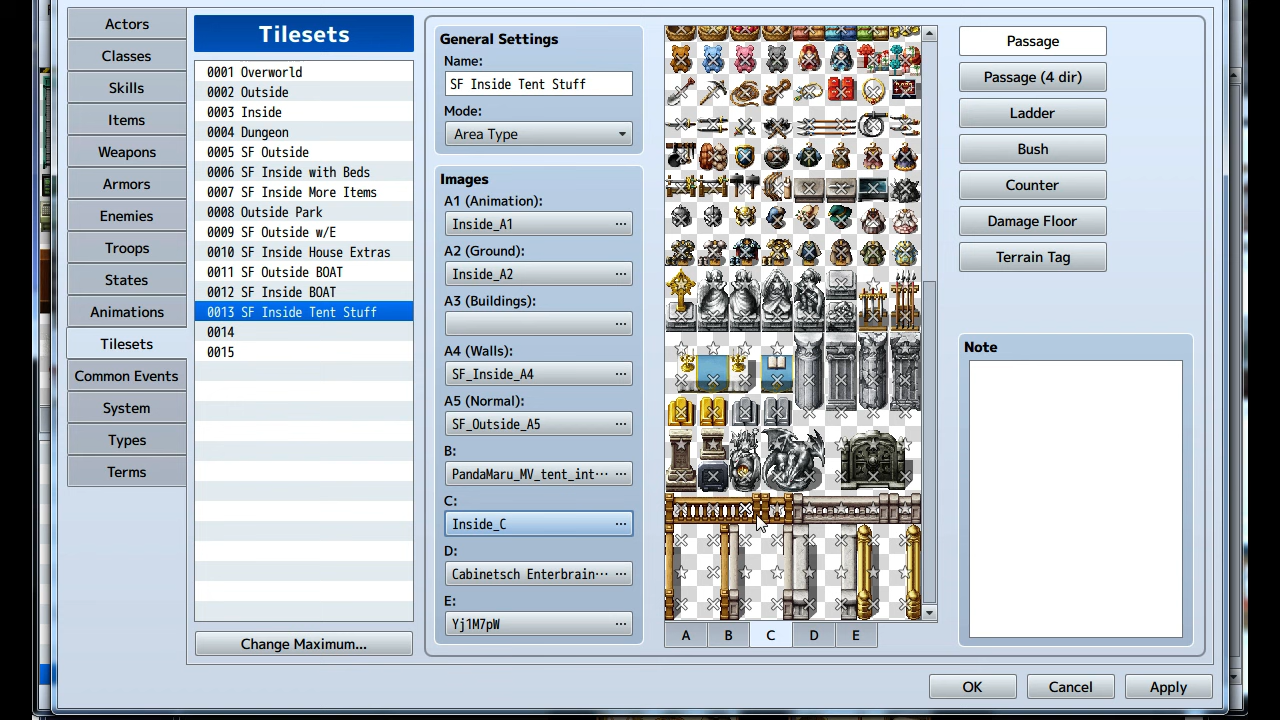 Actors
Classes
Skills
Items
Weapons
Armors
Enemies
Troops
States
Animations
Tilesets
Common Events
System
Types
Terms
Tilesets
0001 Overworld
0002 Outside
0003 Inside
0004 Dungeon
0005 SF Outside
0006 SF Inside with Beds
0007 SF Inside More Items
0008 Outside Park
0009 SF Outside w/E
0010 SF Inside House Extras
0011 SF Outside BOAT
0012 SF Inside BOAT
0013 SF Inside Tent Stuff
0014
0015
Change Maximum...
General Settings
Name:
SF Inside Tent Stuff
Mode:
Area Type
Images
A1 (Animation):
Inside_A1 ...
A2 (Ground):
Inside_A2 ...
A3 (Buildings):
...
A4 (Walls):
SF_Inside_A4 ...
A5 (Normal):
SF_Outside_A5 ...
B:
PandaMaru_MV_tent_int... ...
C:
Inside_C ...
D:
Cabinetsch Enterbrain... ...
E:
Yj1M7pW ...
A B C D E
Passage
Passage (4 dir)
Ladder
Bush
Counter
Damage Floor
Terrain Tag
Note
OK Cancel Apply